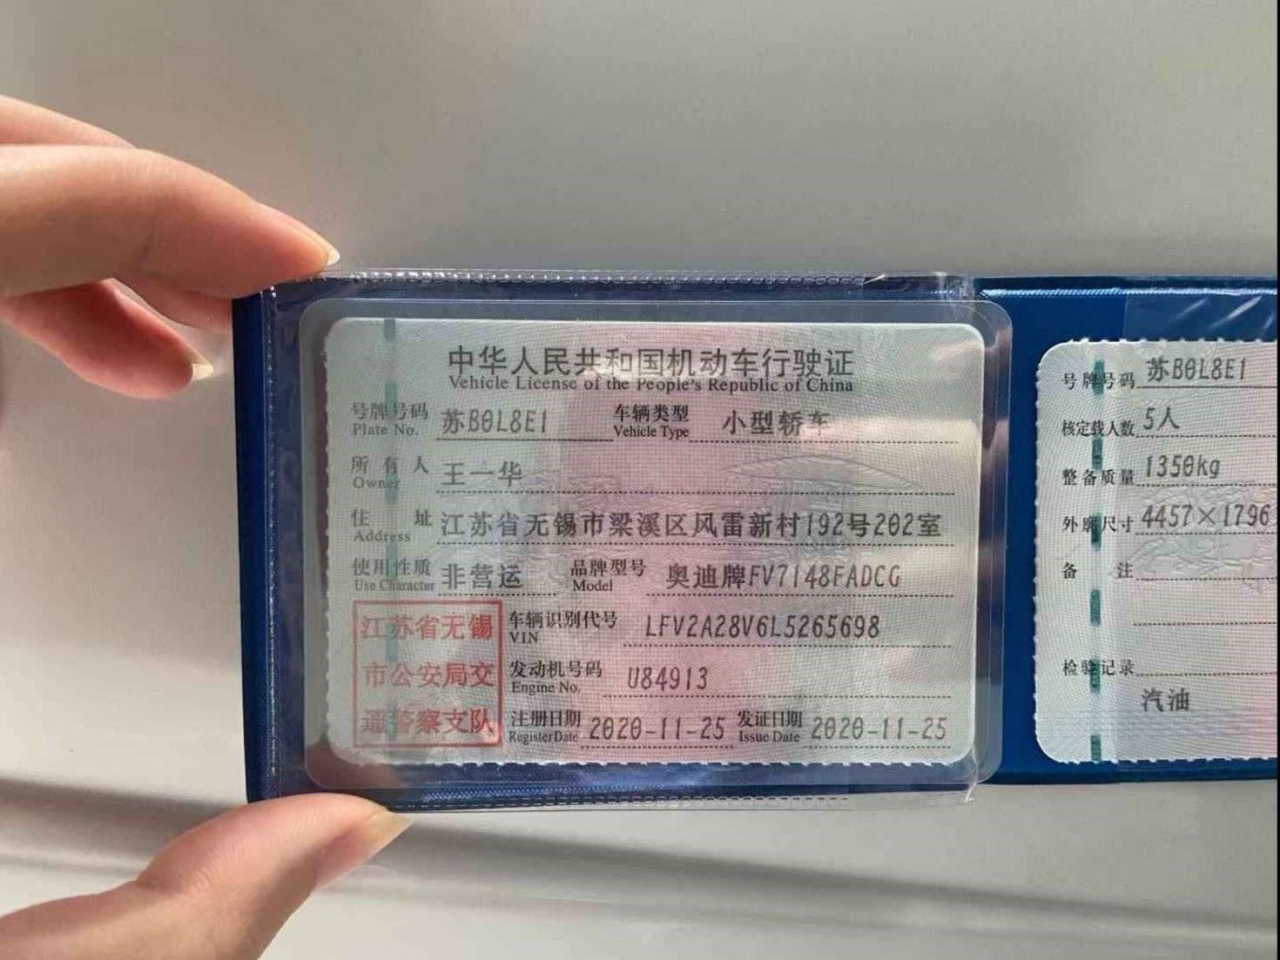 中华人民共和国机动车行驶证
Vehicle License of the People's Republic of China
号牌号码 苏B0L8E1 车辆类型 小型轿车
Plate No. Vehicle Type
所有人 王一华
Owner
住址 江苏省无锡市梁溪区风雷新村192号202室
Address
使用性质 非营运 品牌型号 奥迪牌FV7148FADCG
Use Character Model
江苏省无锡
市公安局交
通警察支队
车辆识别代号 LFV2A28V6L5265698
VIN
发动机号码 U84913
Engine No.
注册日期 2020-11-25 发证日期 2020-11-25
Register Date Issue Date
号牌号码 苏B0L8E1
核定载人数 5人
整备质量 1350kg
外廓尺寸 4457×1796
备注
检验记录
汽油